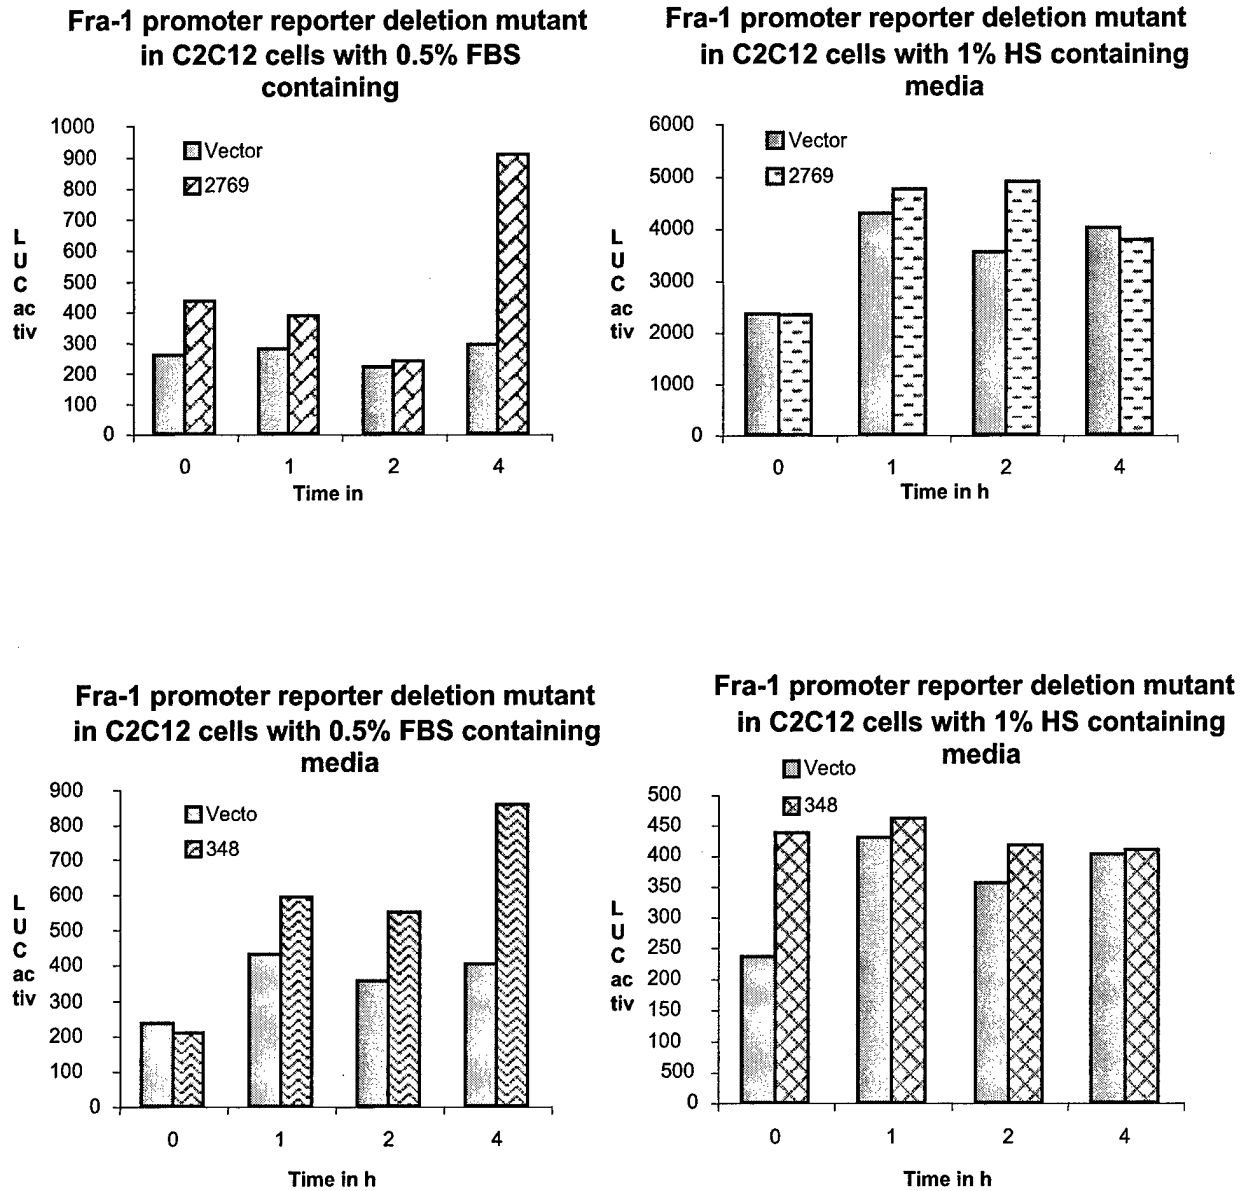 Fra-1 promoter reporter deletion mutant
in C2C12 cells with 0.5% FBS
containing
1000
900
800
700
600
500
400
300
200
100
0
Vector
2769
L
U
C
ac
tiv
0 1 2 4
Time in
Fra-1 promoter reporter deletion mutant
in C2C12 cells with 1% HS containing
media
6000
5000
4000
3000
2000
1000
0
Vector
2769
L
U
C
ac
tiv
0 1 2 4
Time in h
Fra-1 promoter reporter deletion mutant
in C2C12 cells with 0.5% FBS containing
media
900
800
700
600
500
400
300
200
100
0
Vecto
348
L
U
C
ac
tiv
0 1 2 4
Time in h
Fra-1 promoter reporter deletion mutant
in C2C12 cells with 1% HS containing
media
Vecto
348
500
450
400
350
300
250
200
150
100
500
0
L
U
C
ac
tiv
0 1 2 4
Time in h